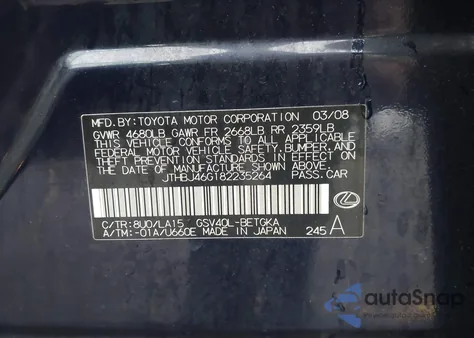 MFD. BY: TOYOTA MOTOR CORPORATION 03/08
GVWR 4680LB GAWR FR 2668LB RR 2359LB
THIS VEHICLE CONFORMS TO ALL APPLICABLE
FEDERAL MOTOR VEHICLE SAFETY, BUMPER, AND
THEFT PREVENTION STANDARDS IN EFFECT ON
THE DATE OF MANUFACTURE SHOWN ABOVE.
JTHBJ46G182235264 PASS. CAR
C/TR: 8U0/LA15 GSV40L-BETGKA
A/TM: -01A/U660E MADE IN JAPAN 245 A
autoSnap